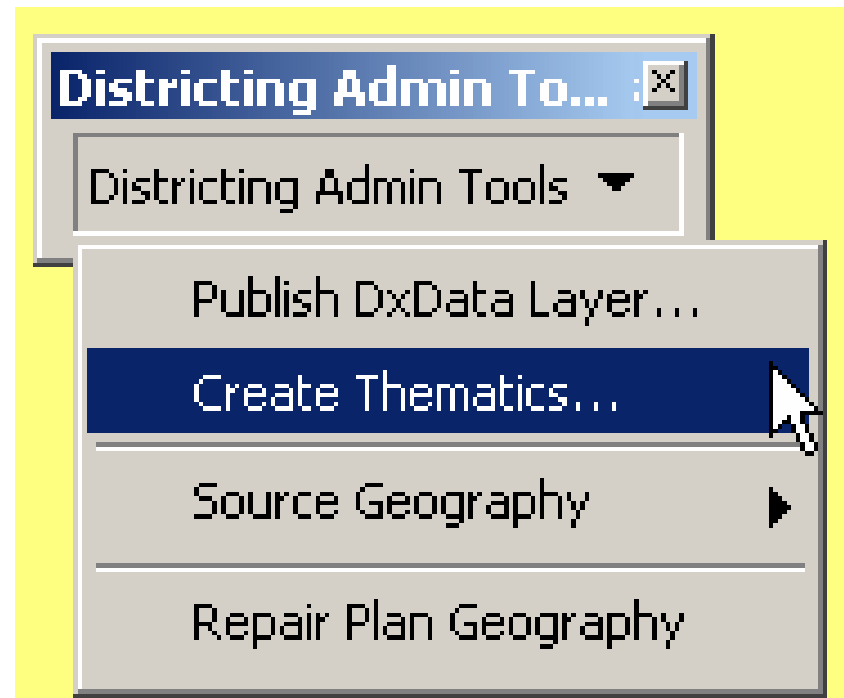 Districting Admin To...
Districting Admin Tools
Publish DxData Layer...
Create Thematics...
Source Geography
Repair Plan Geography